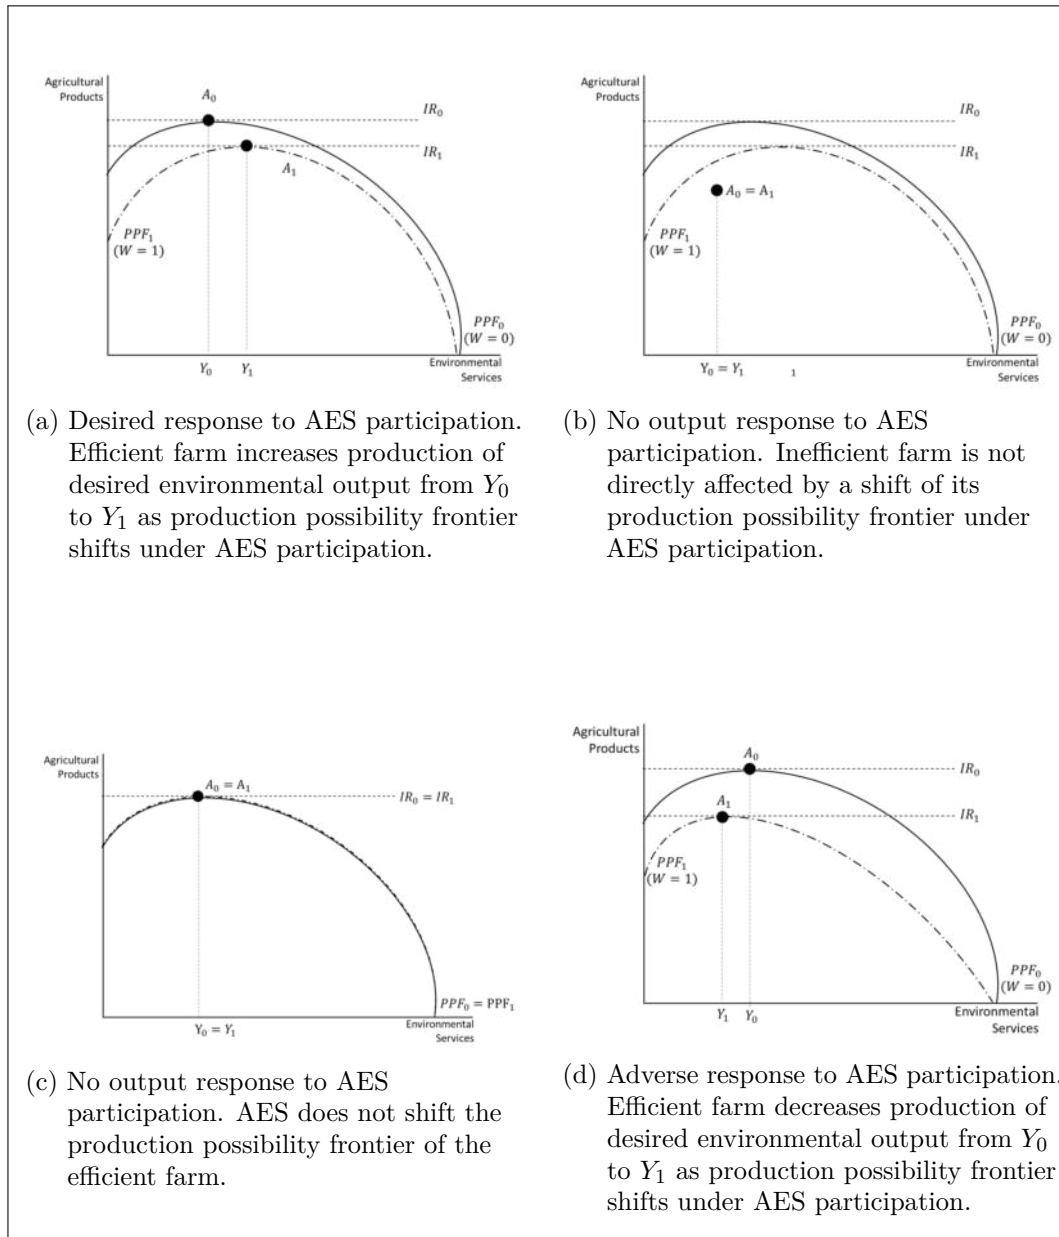 Agricultural
Products
A₀
IR₀
IR₁
A₁
PPF₁
(W = 1)
PPF₀
(W = 0)
Environmental
Services
Y₀ Y₁
(a) Desired response to AES participation.
Efficient farm increases production of
desired environmental output from Y₀
to Y₁ as production possibility frontier
shifts under AES participation.
Agricultural
Products
IR₀
IR₁
A₀ = A₁
PPF₁
(W = 1)
PPF₀
(W = 0)
Environmental
Services
Y₀ = Y₁ ₁
(b) No output response to AES
participation. Inefficient farm is not
directly affected by a shift of its
production possibility frontier under
AES participation.
Agricultural
Products
A₀ = A₁
IR₀ = IR₁
PPF₀ = PPF₁
Y₀ = Y₁
Environmental
Services
(c) No output response to AES
participation. AES does not shift the
production possibility frontier of the
efficient farm.
Agricultural
Products
A₀
IR₀
A₁
IR₁
PPF₁
(W = 1)
PPF₀
(W = 0)
Y₁ Y₀
Environmental
Services
(d) Adverse response to AES participation.
Efficient farm decreases production of
desired environmental output from Y₀
to Y₁ as production possibility frontier
shifts under AES participation.